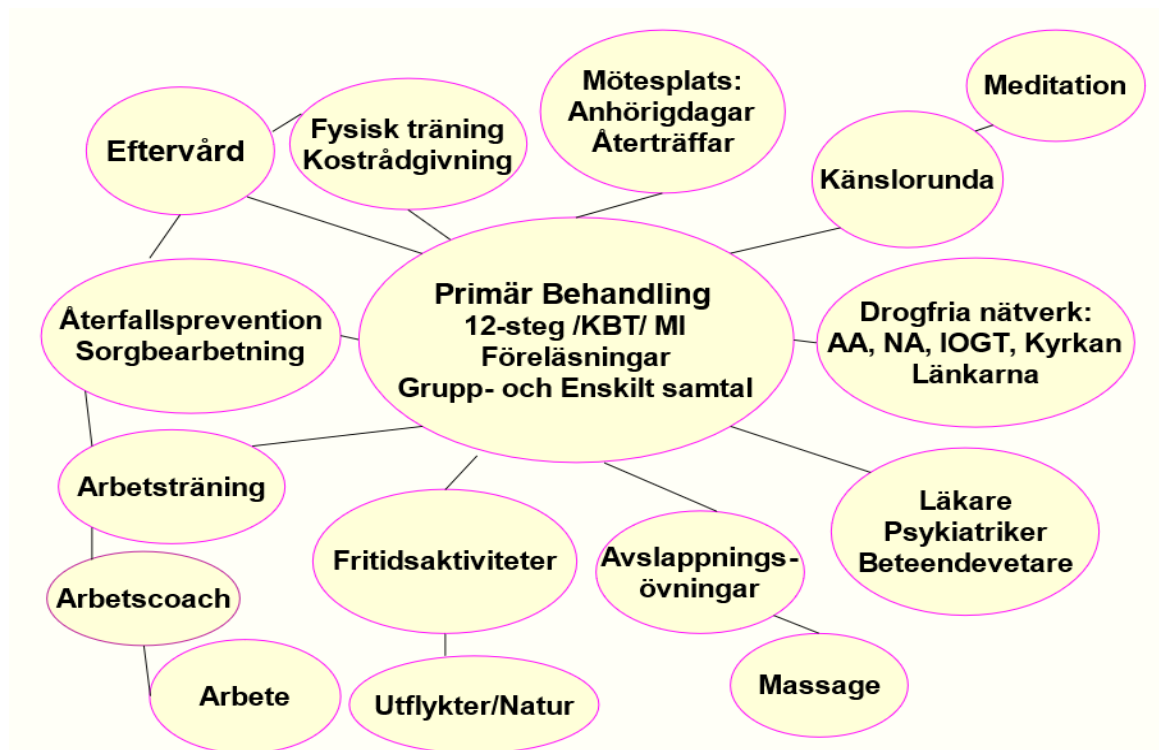 Mötesplats:
Anhörigdagar
Återträffar
Meditation
Eftervård
Fysisk träning
Kostrådgivning
Känslorunda
Primär Behandling
12-steg /KBT/ MI
Föreläsningar
Grupp- och Enskilt samtal
Återfallsprevention
Sorgbearbetning
Drogfria nätverk:
AA, NA, IOGT, Kyrkan
Länkarna
Arbetsträning
Läkare
Psykiatriker
Beteendevetare
Fritidsaktiviteter
Avslappnings-
övningar
Arbetscoach
Arbete
Utflykter/Natur
Massage